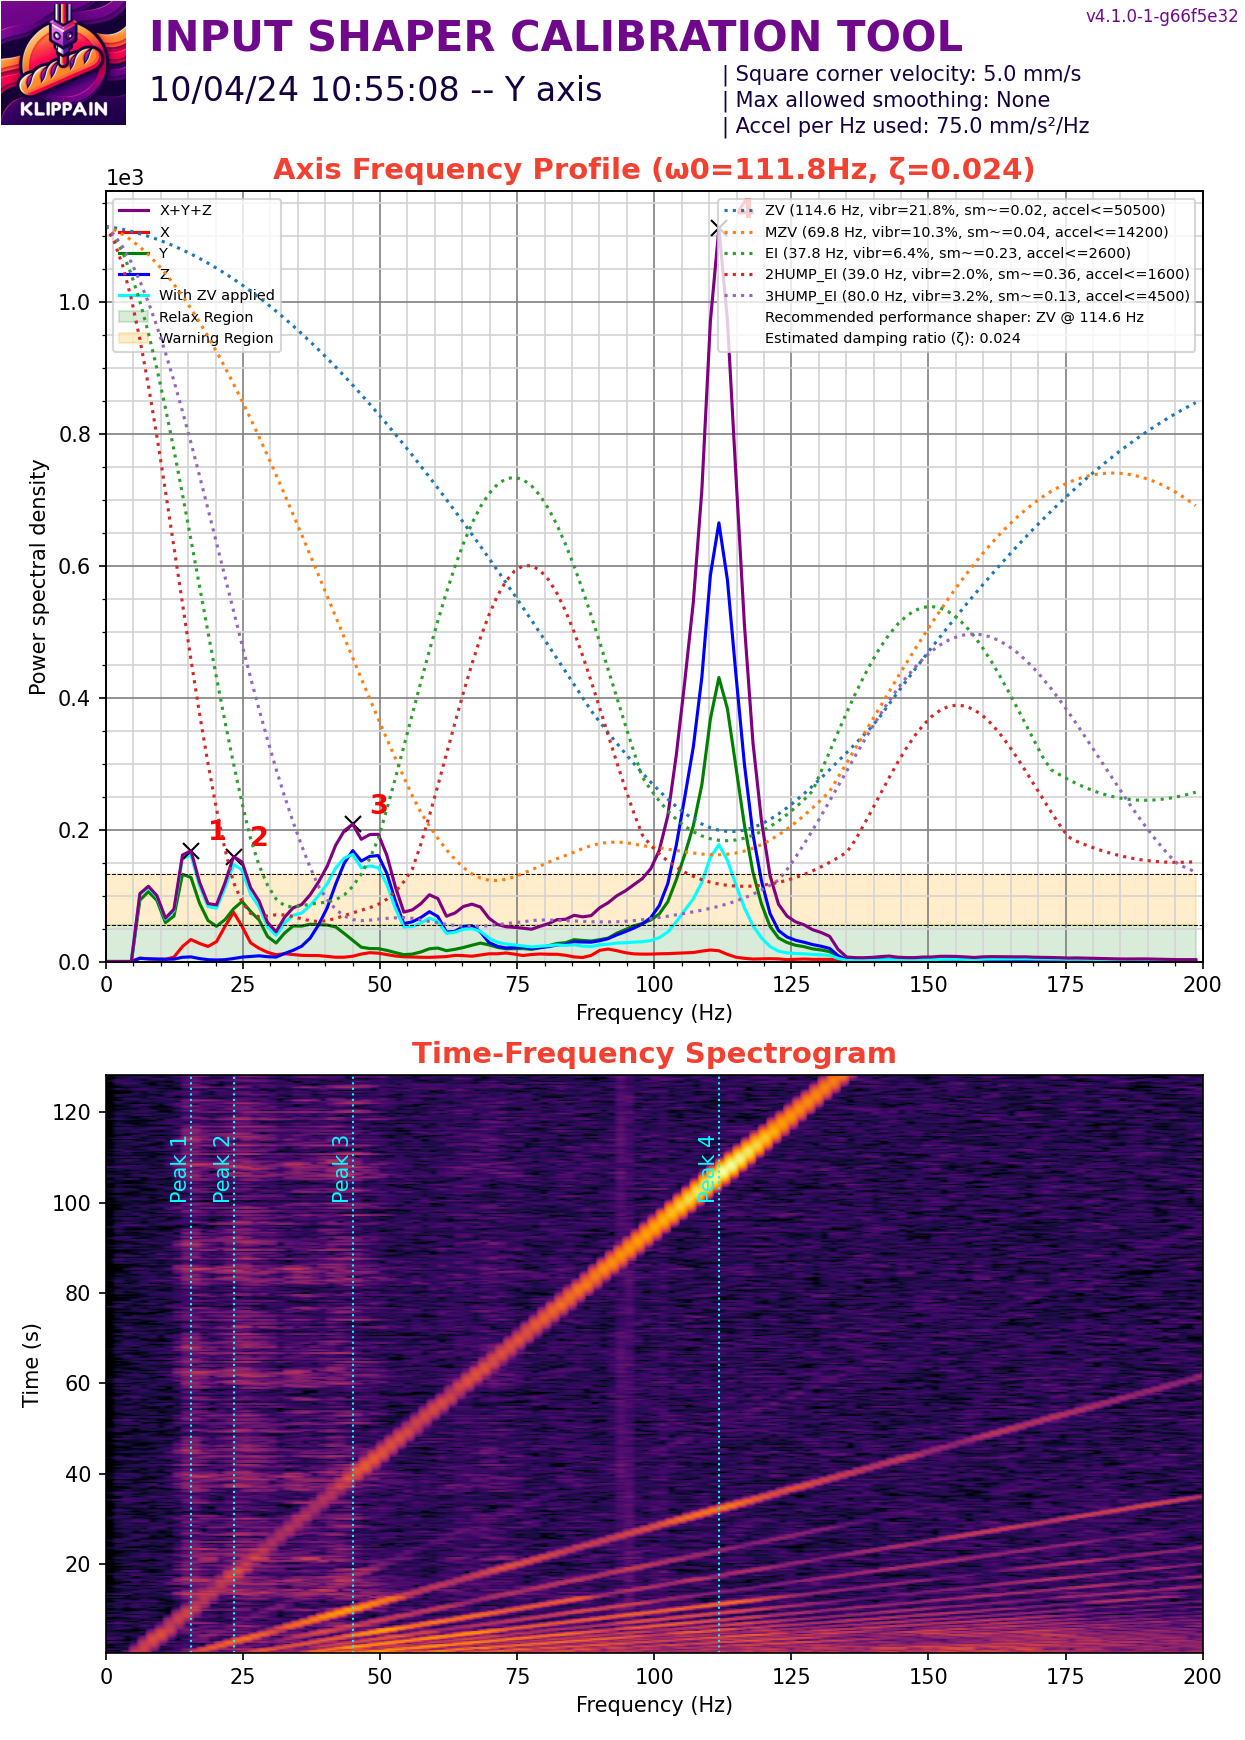 v4.1.0-1-g66f5e32
INPUT SHAPER CALIBRATION TOOL
10/04/24 10:55:08 -- Y axis
| Square corner velocity: 5.0 mm/s
| Max allowed smoothing: None
| Accel per Hz used: 75.0 mm/s²/Hz
KLIPPAIN
Axis Frequency Profile (ω0=111.8Hz, ζ=0.024)
1e3
X+Y+Z
X
Y
Z
With ZV applied
Relax Region
Warning Region
4
ZV (114.6 Hz, vibr=21.8%, sm~=0.02, accel<=50500)
MZV (69.8 Hz, vibr=10.3%, sm~=0.04, accel<=14200)
EI (37.8 Hz, vibr=6.4%, sm~=0.23, accel<=2600)
2HUMP_EI (39.0 Hz, vibr=2.0%, sm~=0.36, accel<=1600)
3HUMP_EI (80.0 Hz, vibr=3.2%, sm~=0.13, accel<=4500)
Recommended performance shaper: ZV @ 114.6 Hz
Estimated damping ratio (ζ): 0.024
1.0
0.8
0.6
0.4
0.2
0.0
Power spectral density
1
2
3
0 25 50 75 100 125 150 175 200
Frequency (Hz)
Time-Frequency Spectrogram
120
100
80
60
40
20
Time (s)
Peak 1
Peak 2
Peak 3
Peak 4
0 25 50 75 100 125 150 175 200
Frequency (Hz)